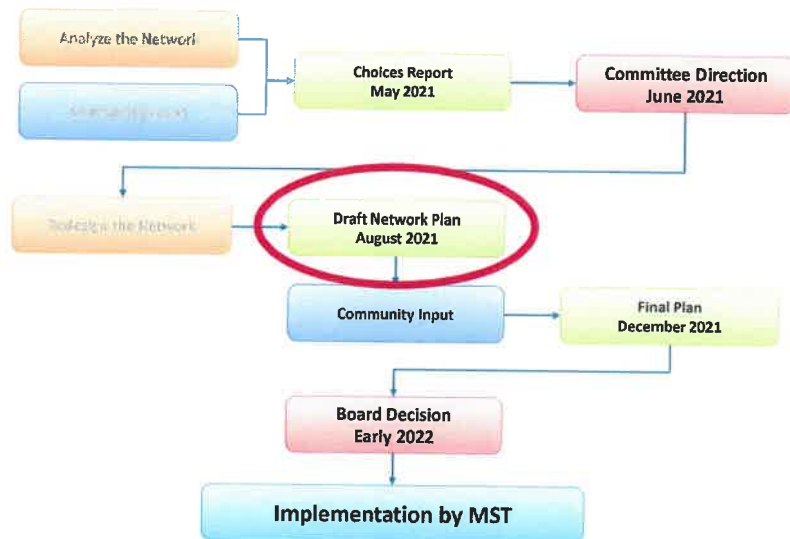 Analyze the Network
Choices Report
May 2021
Committee Direction
June 2021
Redesign the Network
Draft Network Plan
August 2021
Community Input
Final Plan
December 2021
Board Decision
Early 2022
Implementation by MST